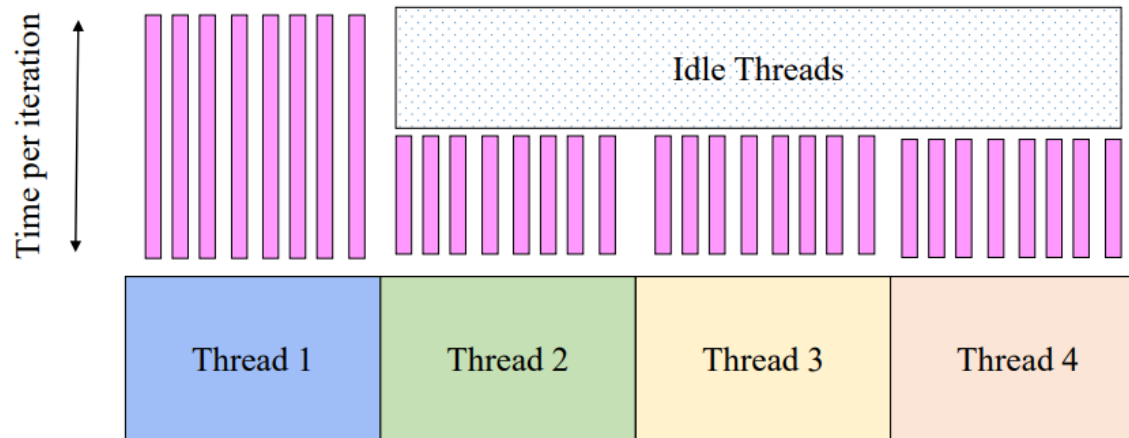 Time per iteration
Idle Threads
Thread 1
Thread 2
Thread 3
Thread 4